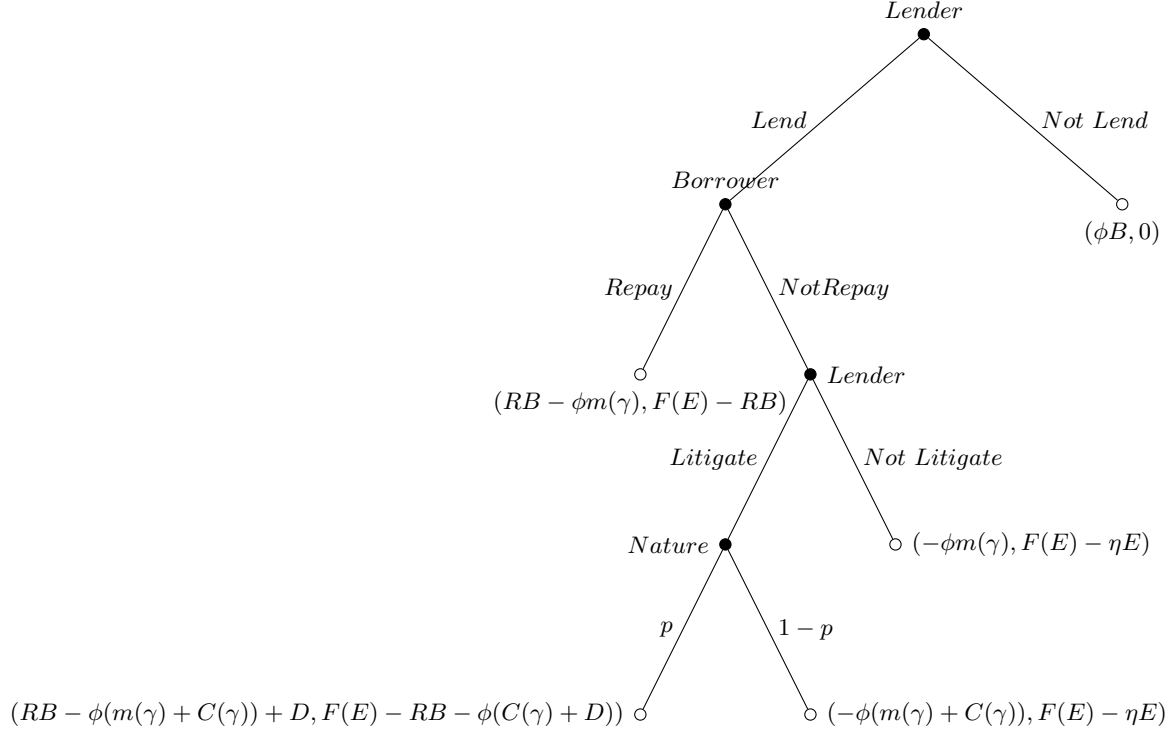 Lender
Lend
Not Lend
Borrower
(ϕB, 0)
Repay
NotRepay
Lender
(RB − ϕm(γ), F(E) − RB)
Litigate
Not Litigate
Nature
(−ϕm(γ), F(E) − ηE)
p
1 − p
(RB − ϕ(m(γ) + C(γ)) + D, F(E) − RB − ϕ(C(γ) + D))
(−ϕ(m(γ) + C(γ)), F(E) − ηE)